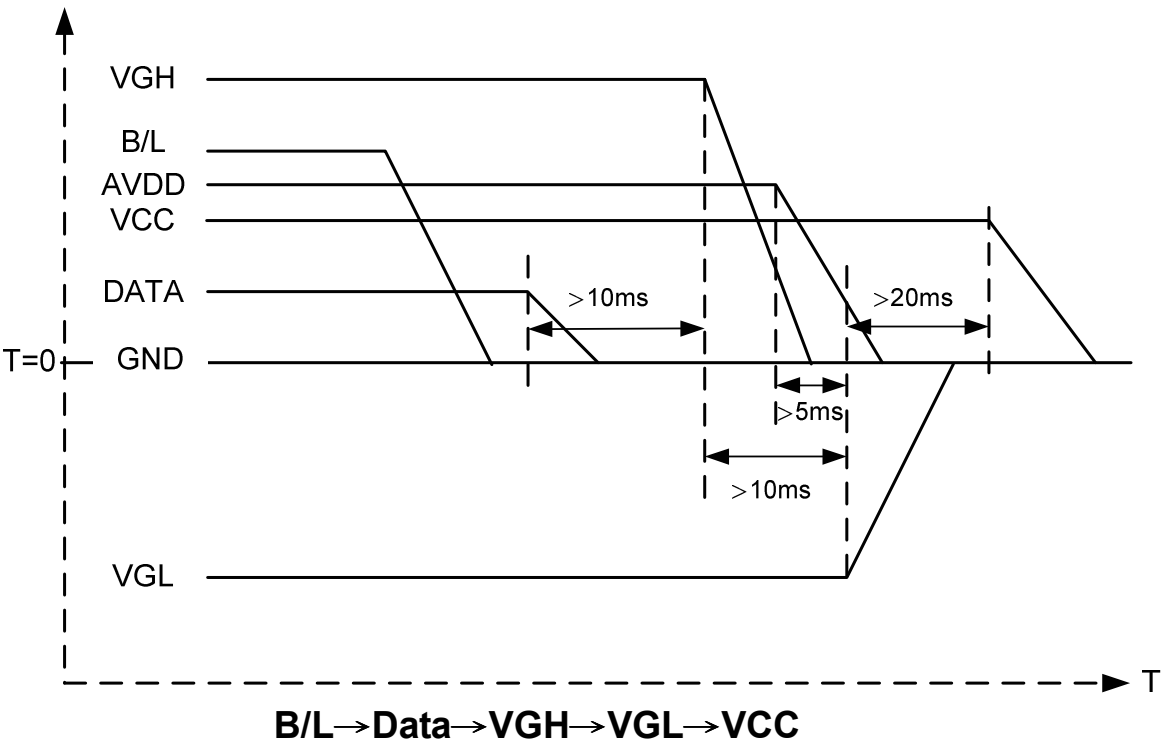 VGH
B/L
AVDD
VCC
DATA
>10ms
>20ms
T=0
GND
>5ms
>10ms
VGL
T
B/L→Data→VGH→VGL→VCC